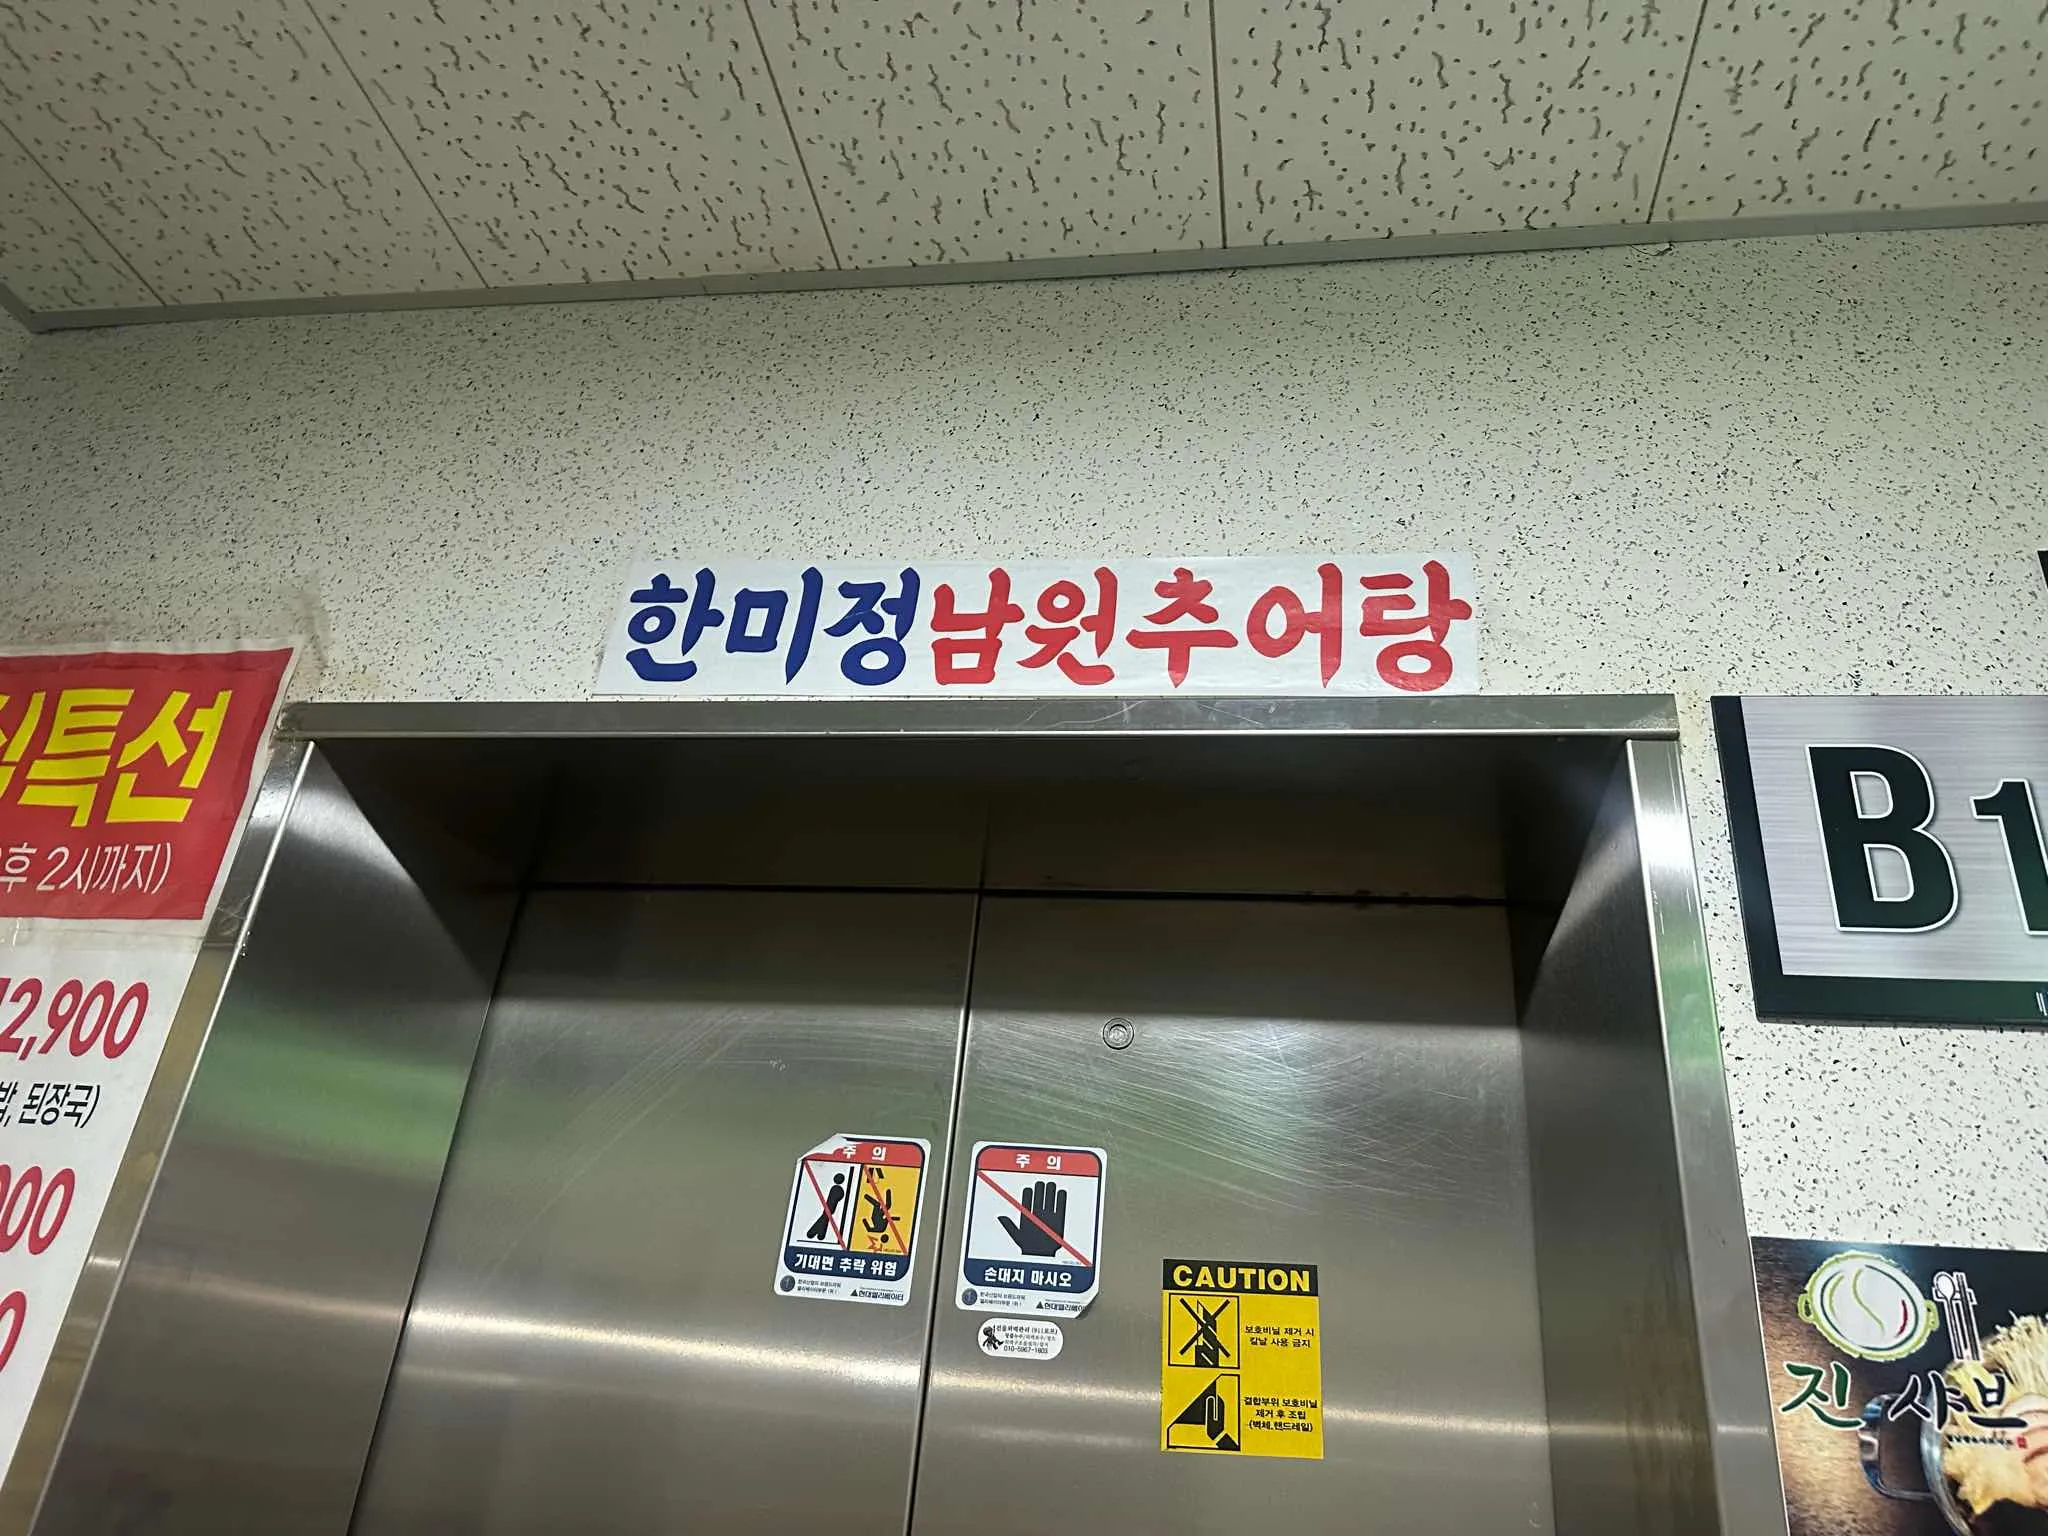 한미정남원추어탕
특선
후 2시까지)
2,900
밥, 된장국)
B1
주 의
기대면 추락 위험
현대엘리베이터
주 의
손대지 마시오
현대엘리베이
010-5967-1803
CAUTION
보호비닐 제거 시
칼날 사용 금지
결합부위 보호비닐
제거 후 조립
(벽체,핸드레일)
진 샤브